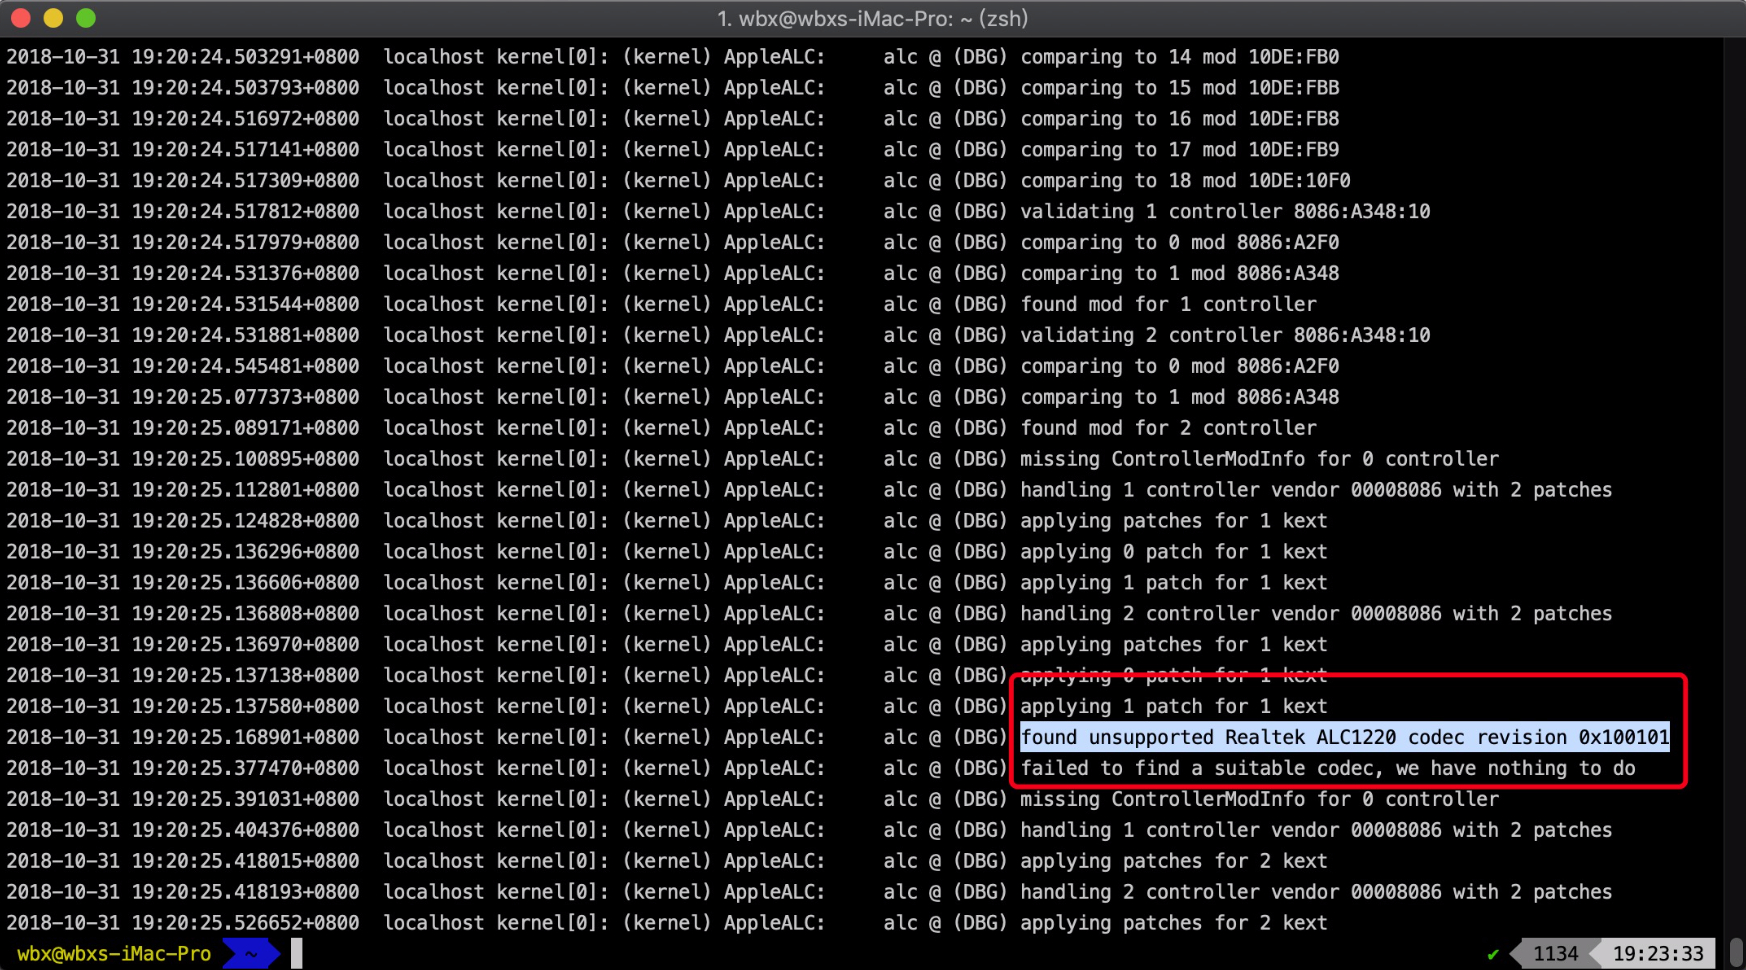 1. wbx@wbxs-iMac-Pro: ~ (zsh)
2018-10-31 19:20:24.503291+0800  localhost kernel[0]: (kernel) AppleALC:     alc @ (DBG) comparing to 14 mod 10DE:FB0
2018-10-31 19:20:24.503793+0800  localhost kernel[0]: (kernel) AppleALC:     alc @ (DBG) comparing to 15 mod 10DE:FBB
2018-10-31 19:20:24.516972+0800  localhost kernel[0]: (kernel) AppleALC:     alc @ (DBG) comparing to 16 mod 10DE:FB8
2018-10-31 19:20:24.517141+0800  localhost kernel[0]: (kernel) AppleALC:     alc @ (DBG) comparing to 17 mod 10DE:FB9
2018-10-31 19:20:24.517309+0800  localhost kernel[0]: (kernel) AppleALC:     alc @ (DBG) comparing to 18 mod 10DE:10F0
2018-10-31 19:20:24.517812+0800  localhost kernel[0]: (kernel) AppleALC:     alc @ (DBG) validating 1 controller 8086:A348:10
2018-10-31 19:20:24.517979+0800  localhost kernel[0]: (kernel) AppleALC:     alc @ (DBG) comparing to 0 mod 8086:A2F0
2018-10-31 19:20:24.531376+0800  localhost kernel[0]: (kernel) AppleALC:     alc @ (DBG) comparing to 1 mod 8086:A348
2018-10-31 19:20:24.531544+0800  localhost kernel[0]: (kernel) AppleALC:     alc @ (DBG) found mod for 1 controller
2018-10-31 19:20:24.531881+0800  localhost kernel[0]: (kernel) AppleALC:     alc @ (DBG) validating 2 controller 8086:A348:10
2018-10-31 19:20:24.545481+0800  localhost kernel[0]: (kernel) AppleALC:     alc @ (DBG) comparing to 0 mod 8086:A2F0
2018-10-31 19:20:25.077373+0800  localhost kernel[0]: (kernel) AppleALC:     alc @ (DBG) comparing to 1 mod 8086:A348
2018-10-31 19:20:25.089171+0800  localhost kernel[0]: (kernel) AppleALC:     alc @ (DBG) found mod for 2 controller
2018-10-31 19:20:25.100895+0800  localhost kernel[0]: (kernel) AppleALC:     alc @ (DBG) missing ControllerModInfo for 0 controller
2018-10-31 19:20:25.112801+0800  localhost kernel[0]: (kernel) AppleALC:     alc @ (DBG) handling 1 controller vendor 00008086 with 2 patches
2018-10-31 19:20:25.124828+0800  localhost kernel[0]: (kernel) AppleALC:     alc @ (DBG) applying patches for 1 kext
2018-10-31 19:20:25.136296+0800  localhost kernel[0]: (kernel) AppleALC:     alc @ (DBG) applying 0 patch for 1 kext
2018-10-31 19:20:25.136606+0800  localhost kernel[0]: (kernel) AppleALC:     alc @ (DBG) applying 1 patch for 1 kext
2018-10-31 19:20:25.136808+0800  localhost kernel[0]: (kernel) AppleALC:     alc @ (DBG) handling 2 controller vendor 00008086 with 2 patches
2018-10-31 19:20:25.136970+0800  localhost kernel[0]: (kernel) AppleALC:     alc @ (DBG) applying patches for 1 kext
2018-10-31 19:20:25.137138+0800  localhost kernel[0]: (kernel) AppleALC:     alc @ (DBG) applying 0 patch for 1 kext
2018-10-31 19:20:25.137580+0800  localhost kernel[0]: (kernel) AppleALC:     alc @ (DBG) applying 1 patch for 1 kext
2018-10-31 19:20:25.168901+0800  localhost kernel[0]: (kernel) AppleALC:     alc @ (DBG) found unsupported Realtek ALC1220 codec revision 0x100101
2018-10-31 19:20:25.377470+0800  localhost kernel[0]: (kernel) AppleALC:     alc @ (DBG) failed to find a suitable codec, we have nothing to do
2018-10-31 19:20:25.391031+0800  localhost kernel[0]: (kernel) AppleALC:     alc @ (DBG) missing ControllerModInfo for 0 controller
2018-10-31 19:20:25.404376+0800  localhost kernel[0]: (kernel) AppleALC:     alc @ (DBG) handling 1 controller vendor 00008086 with 2 patches
2018-10-31 19:20:25.418015+0800  localhost kernel[0]: (kernel) AppleALC:     alc @ (DBG) applying patches for 2 kext
2018-10-31 19:20:25.418193+0800  localhost kernel[0]: (kernel) AppleALC:     alc @ (DBG) handling 2 controller vendor 00008086 with 2 patches
2018-10-31 19:20:25.526652+0800  localhost kernel[0]: (kernel) AppleALC:     alc @ (DBG) applying patches for 2 kext
wbx@wbxs-iMac-Pro ~ ✔ 1134 19:23:33